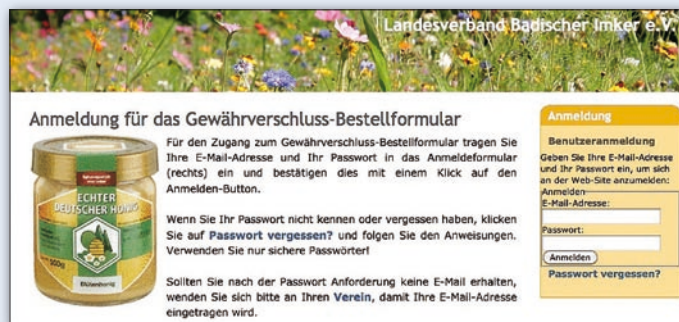 Landesverband Badischer Imker e.V.
Anmeldung für das Gewährverschluss-Bestellformular
ECHTER
DEUTSCHER HONIG
500g
Blütenhonig
Für den Zugang zum Gewährverschluss-Bestellformular tragen Sie
Ihre E-Mail-Adresse und Ihr Passwort in das Anmeldeformular
(rechts) ein und bestätigen dies mit einem Klick auf den
Anmelden-Button.
Wenn Sie Ihr Passwort nicht kennen oder vergessen haben, klicken
Sie auf Passwort vergessen? und folgen Sie den Anweisungen.
Verwenden Sie nur sichere Passwörter!
Sollten Sie nach der Passwort Anforderung keine E-Mail erhalten,
wenden Sie sich bitte an Ihren Verein, damit Ihre E-Mail-Adresse
eingetragen wird.
Anmeldung
Benutzeranmeldung
Geben Sie Ihre E-Mail-Adresse
und Ihr Passwort ein, um sich
an der Web-Site anzumelden:
Anmelden
E-Mail-Adresse:
Passwort:
Anmelden
Passwort vergessen?